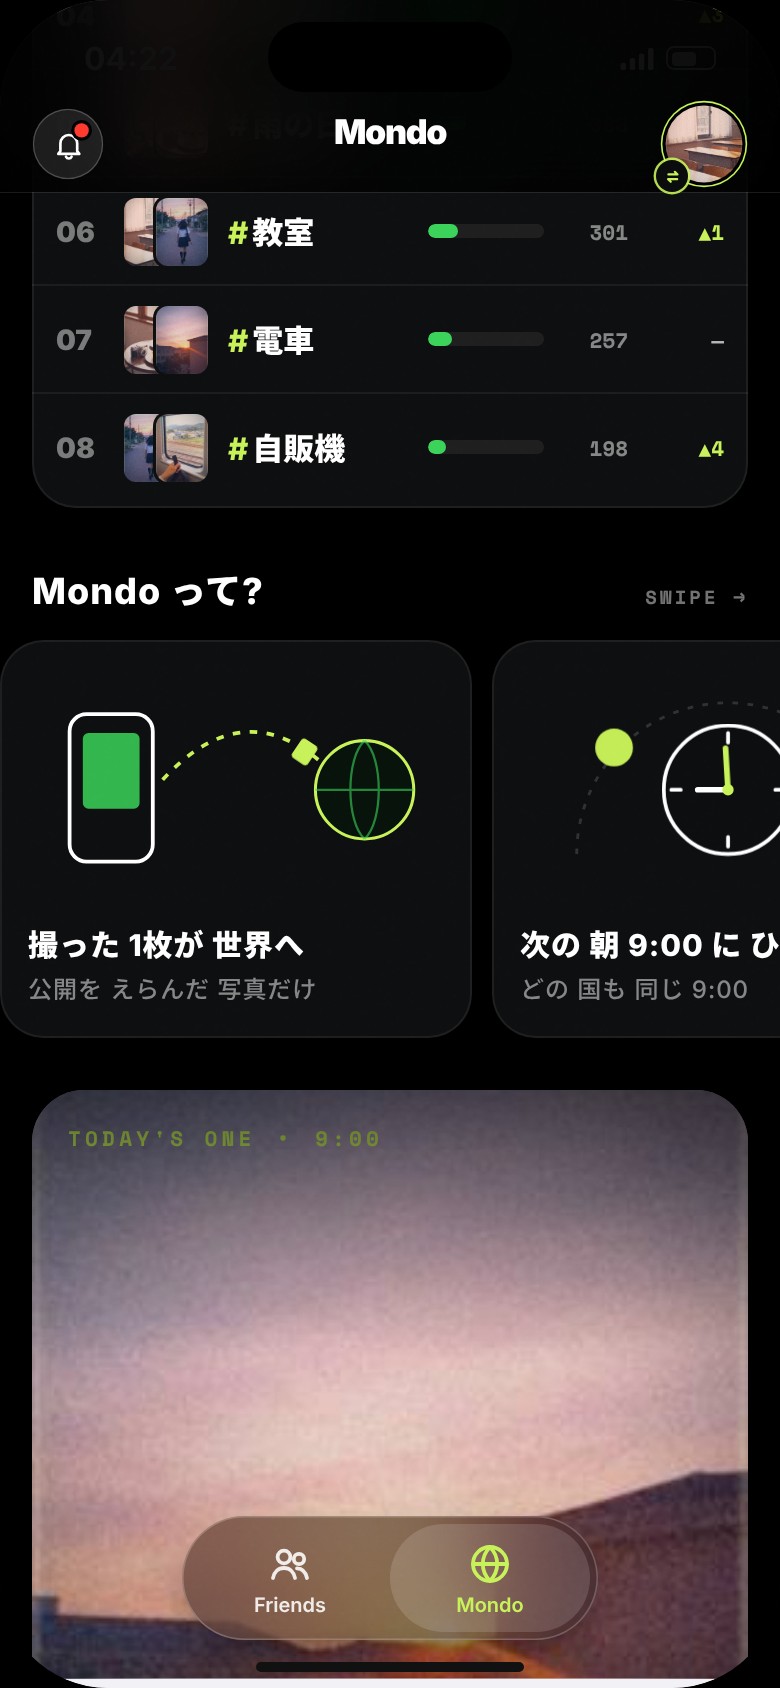 04:22
▲3
Mondo
06 #教室 301 ▲1
07 #電車 257 –
08 #自販機 198 ▲4
Mondo って?
SWIPE →
撮った 1枚が 世界へ
公開を えらんだ 写真だけ
次の 朝 9:00 に ひ
どの 国も 同じ 9:00
TODAY'S ONE • 9:00
Friends
Mondo